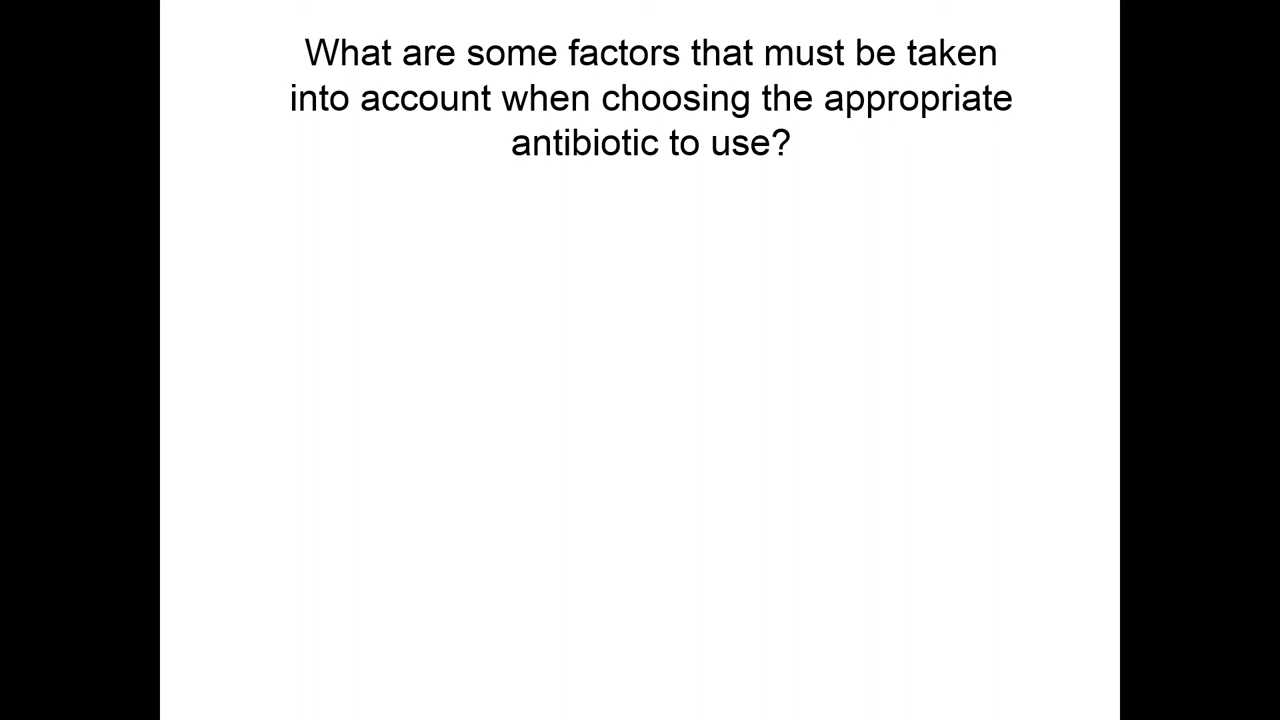 What are some factors that must be taken
into account when choosing the appropriate
antibiotic to use?